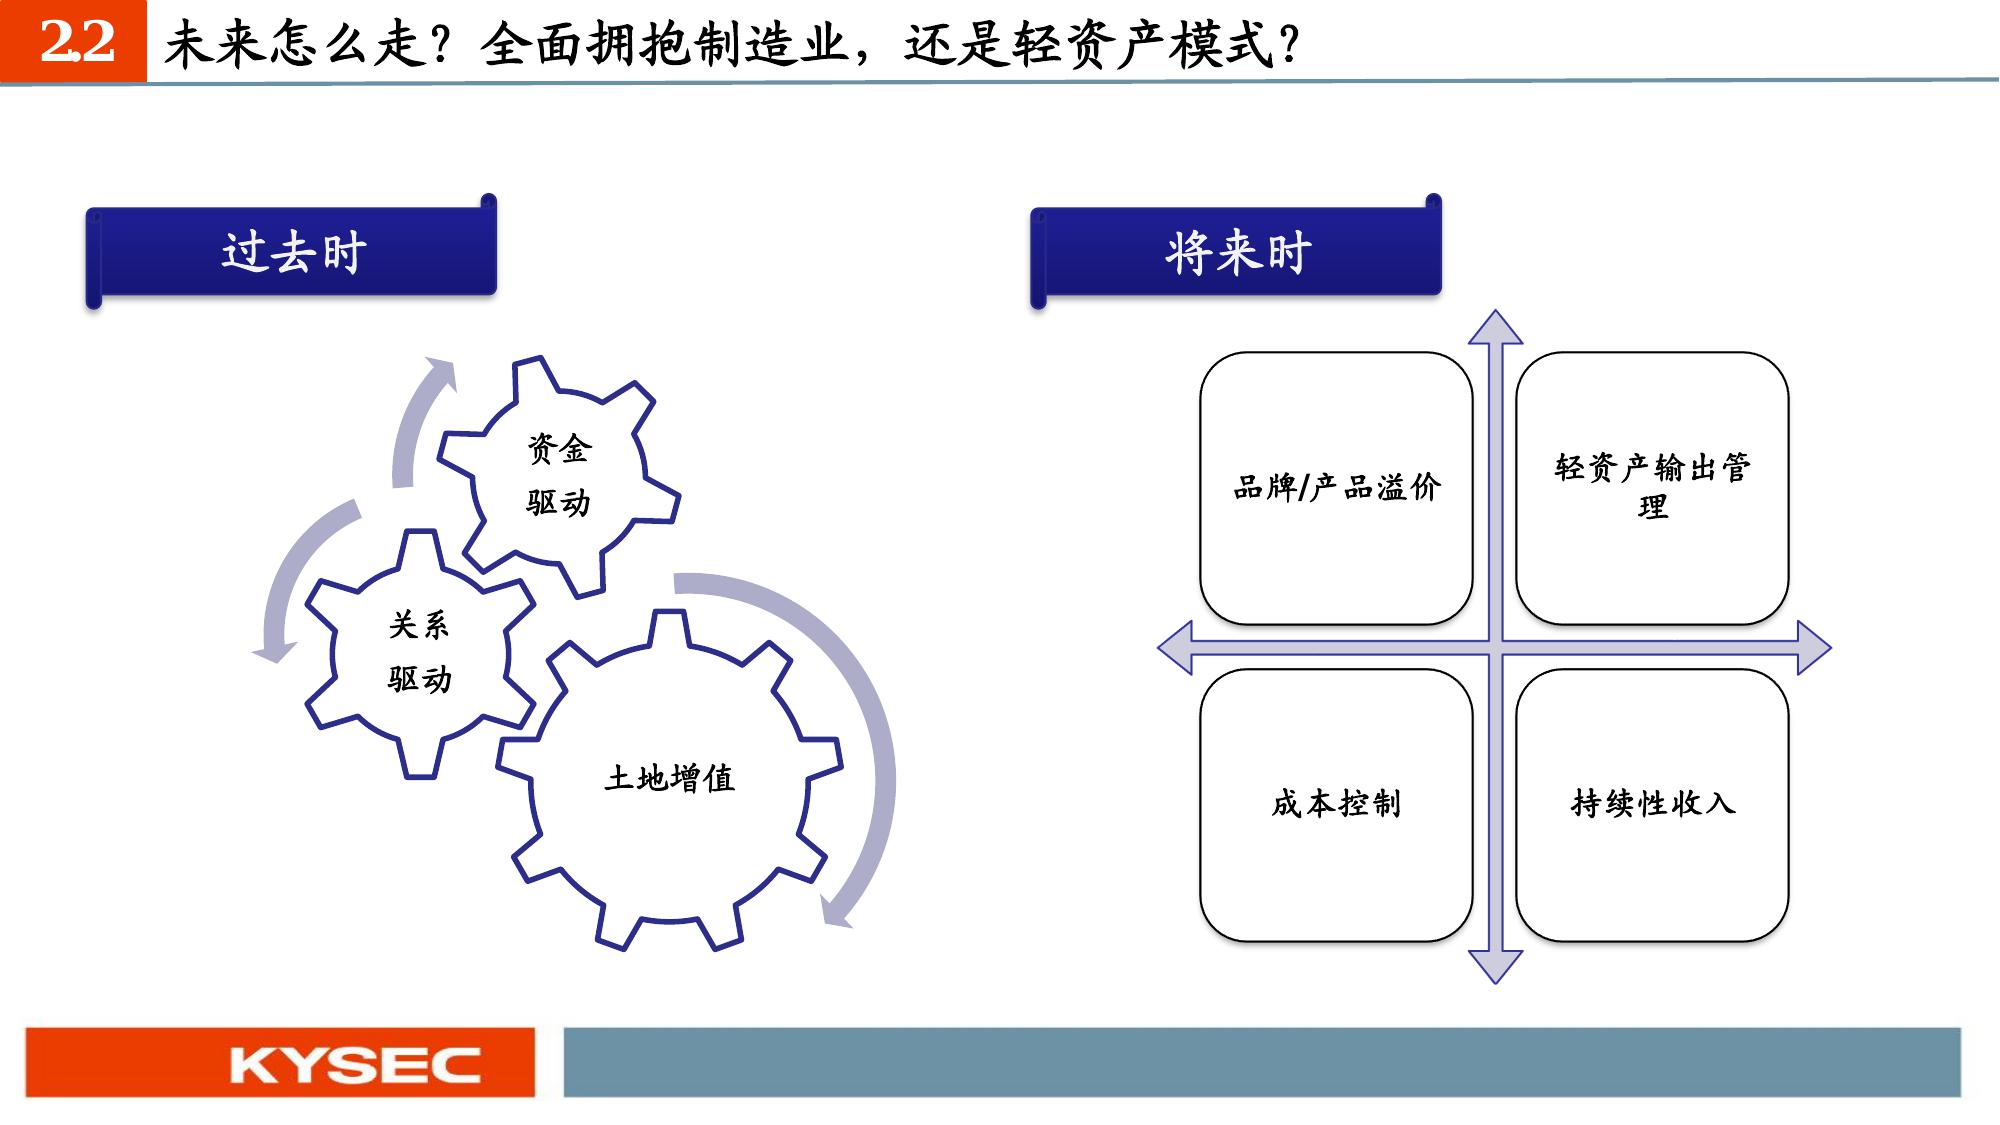 2.2 未来怎么走？全面拥抱制造业，还是轻资产模式？
过去时
资金
驱动
关系
驱动
土地增值
将来时
品牌/产品溢价
轻资产输出管
理
成本控制
持续性收入
KYSEC